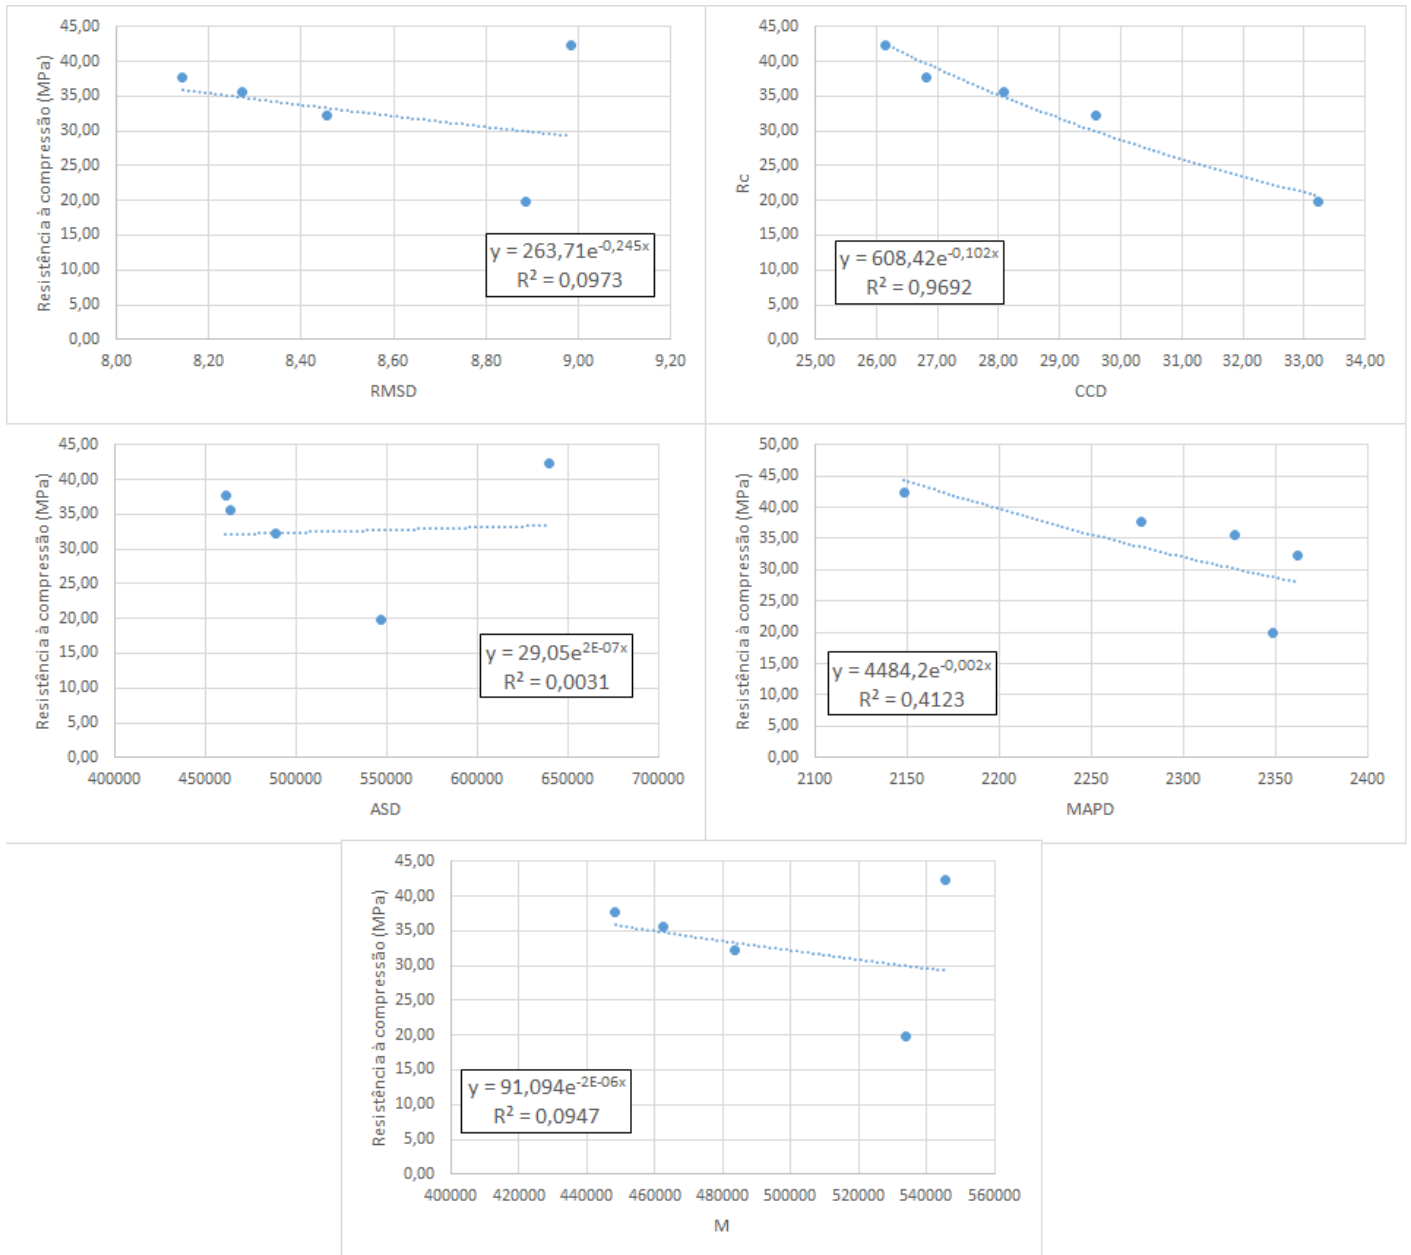 Resistência à compressão (MPa)
45,00
40,00
35,00
30,00
25,00
20,00
15,00
10,00
5,00
0,00
y = 263,71e^-0,245x
R² = 0,0973
8,00 8,20 8,40 8,60 8,80 9,00 9,20
RMSD
Rc
45,00
40,00
35,00
30,00
25,00
20,00
15,00
10,00
5,00
0,00
y = 608,42e^-0,102x
R² = 0,9692
25,00 26,00 27,00 28,00 29,00 30,00 31,00 32,00 33,00 34,00
CCD
Resistência à compressão (MPa)
45,00
40,00
35,00
30,00
25,00
20,00
15,00
10,00
5,00
0,00
y = 29,05e^2E-07x
R² = 0,0031
400000 450000 500000 550000 600000 650000 700000
ASD
Resistência à compressão (MPa)
50,00
45,00
40,00
35,00
30,00
25,00
20,00
15,00
10,00
5,00
0,00
y = 4484,2e^-0,002x
R² = 0,4123
2100 2150 2200 2250 2300 2350 2400
MAPD
Resistência à compressão (MPa)
45,00
40,00
35,00
30,00
25,00
20,00
15,00
10,00
5,00
0,00
y = 91,094e^-2E-06x
R² = 0,0947
400000 420000 440000 460000 480000 500000 520000 540000 560000
M